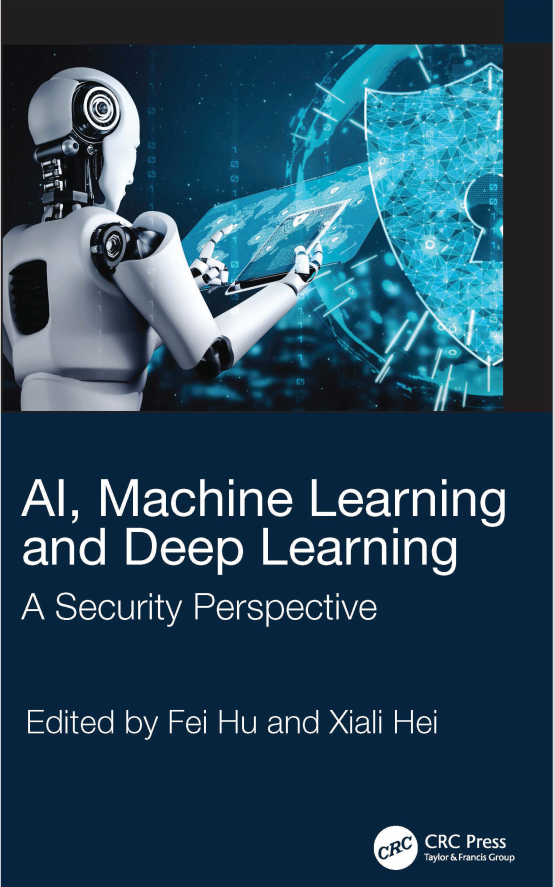 AI, Machine Learning
and Deep Learning
A Security Perspective
Edited by Fei Hu and Xiali Hei
CRC
CRC Press
Taylor & Francis Group